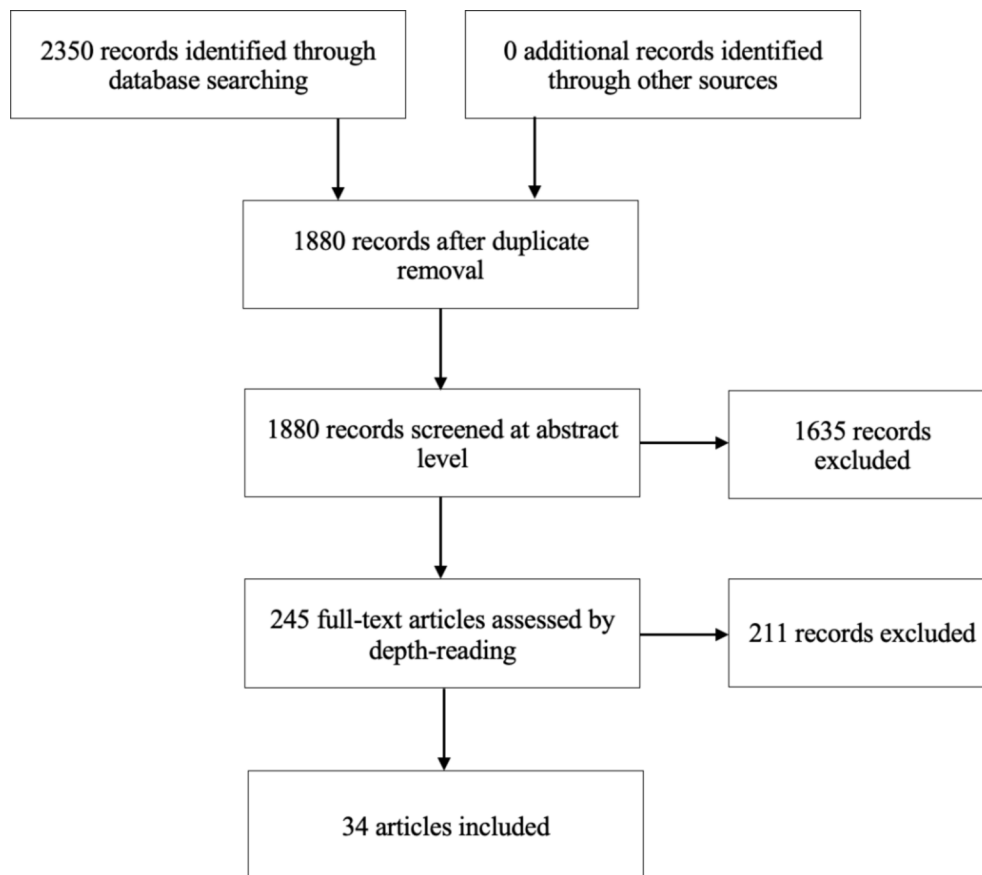 2350 records identified through
database searching
0 additional records identified
through other sources
1880 records after duplicate
removal
1880 records screened at abstract
level
1635 records
excluded
245 full-text articles assessed by
depth-reading
211 records excluded
34 articles included